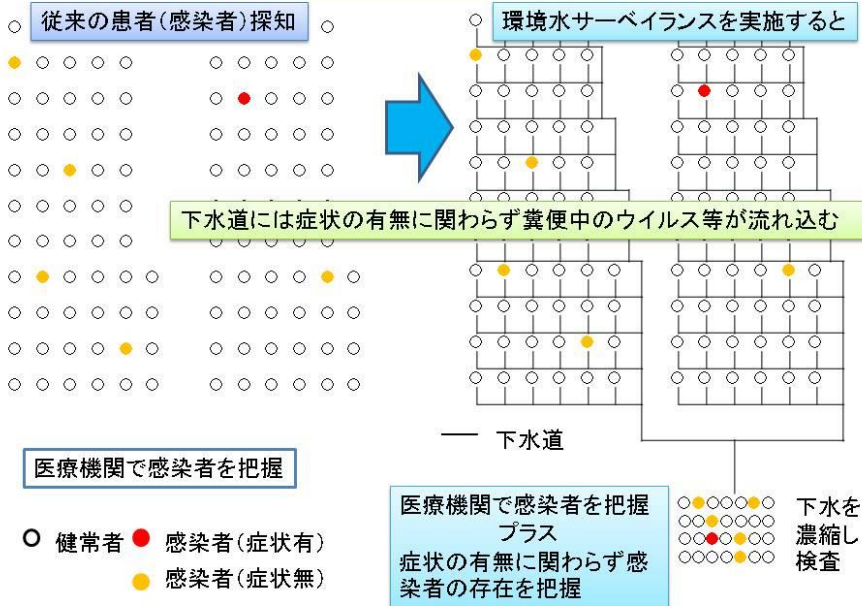 従来の患者(感染者)探知
環境水サーベイランスを実施すると
下水道には症状の有無に関わらず糞便中のウイルス等が流れ込む
下水道
医療機関で感染者を把握
健常者
感染者(症状有)
感染者(症状無)
医療機関で感染者を把握
プラス
症状の有無に関わらず感
染者の存在を把握
下水を
濃縮し
検査